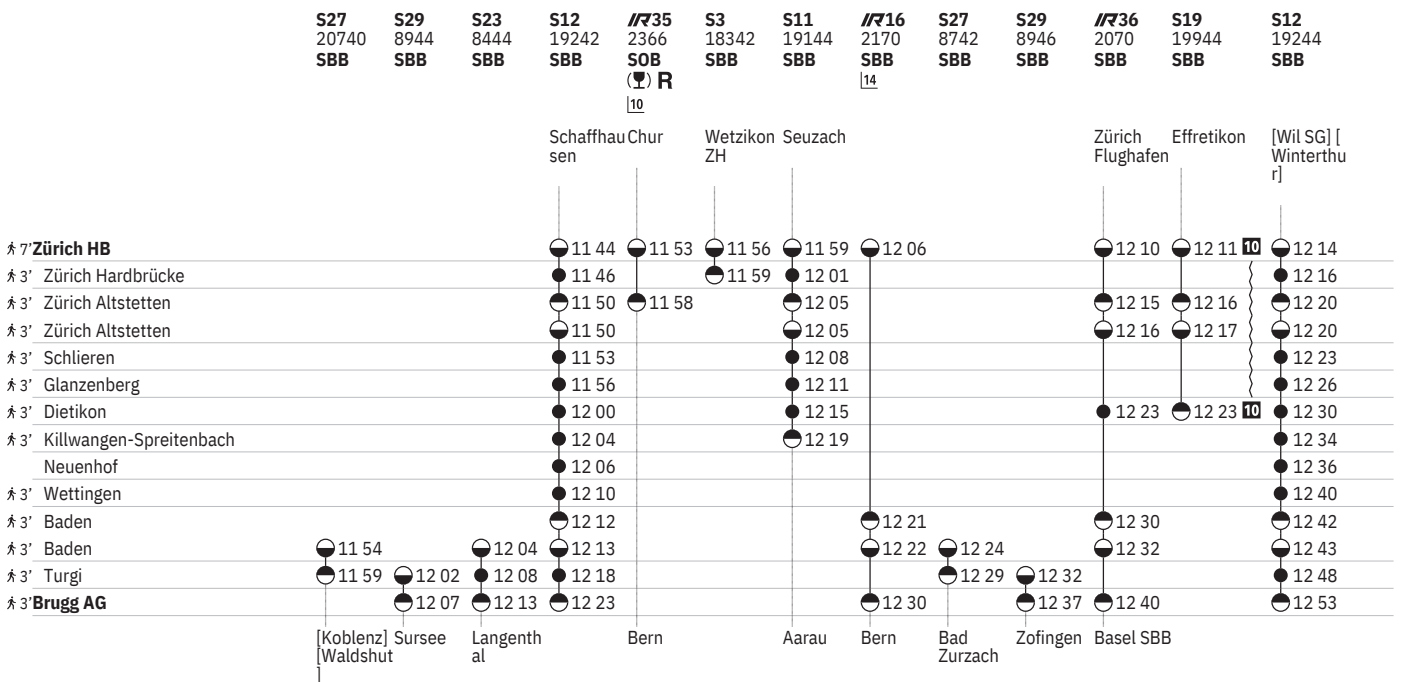 S27 S29 S23 S12 IR35 S3 S11 IR16 S27 S29 IR36 S19 S12
20740 8944 8444 19242 2366 18342 19144 2170 8742 8946 2070 19944 19244
SBB SBB SBB SBB SOB SBB SBB SBB SBB SBB SBB SBB SBB
R 14
10
Schaffhau Chur Wetzikon Seuzach Zürich Effretikon [Wil SG] [
sen ZH Flughafen Winterthu
r]
7’ Zürich HB 11 44 11 53 11 56 11 59 12 06 12 10 12 11 10 12 14
3’ Zürich Hardbrücke 11 46 11 59 12 01 12 16
3’ Zürich Altstetten 11 50 11 58 12 05 12 15 12 16 12 20
3’ Zürich Altstetten 11 50 12 05 12 16 12 17 12 20
3’ Schlieren 11 53 12 08 12 23
3’ Glanzenberg 11 56 12 11 12 26
3’ Dietikon 12 00 12 15 12 23 12 23 10 12 30
3’ Killwangen-Spreitenbach 12 04 12 19 12 34
Neuenhof 12 06 12 36
3’ Wettingen 12 10 12 40
3’ Baden 12 12 12 21 12 30 12 42
3’ Baden 11 54 12 04 12 13 12 22 12 24 12 32 12 43
3’ Turgi 11 59 12 02 12 08 12 18 12 29 12 32 12 48
3’ Brugg AG 12 07 12 13 12 23 12 30 12 37 12 40 12 53
[Koblenz] Sursee Langenth Bern Aarau Bern Bad Zofingen Basel SBB
[Waldshut al Zurzach
]